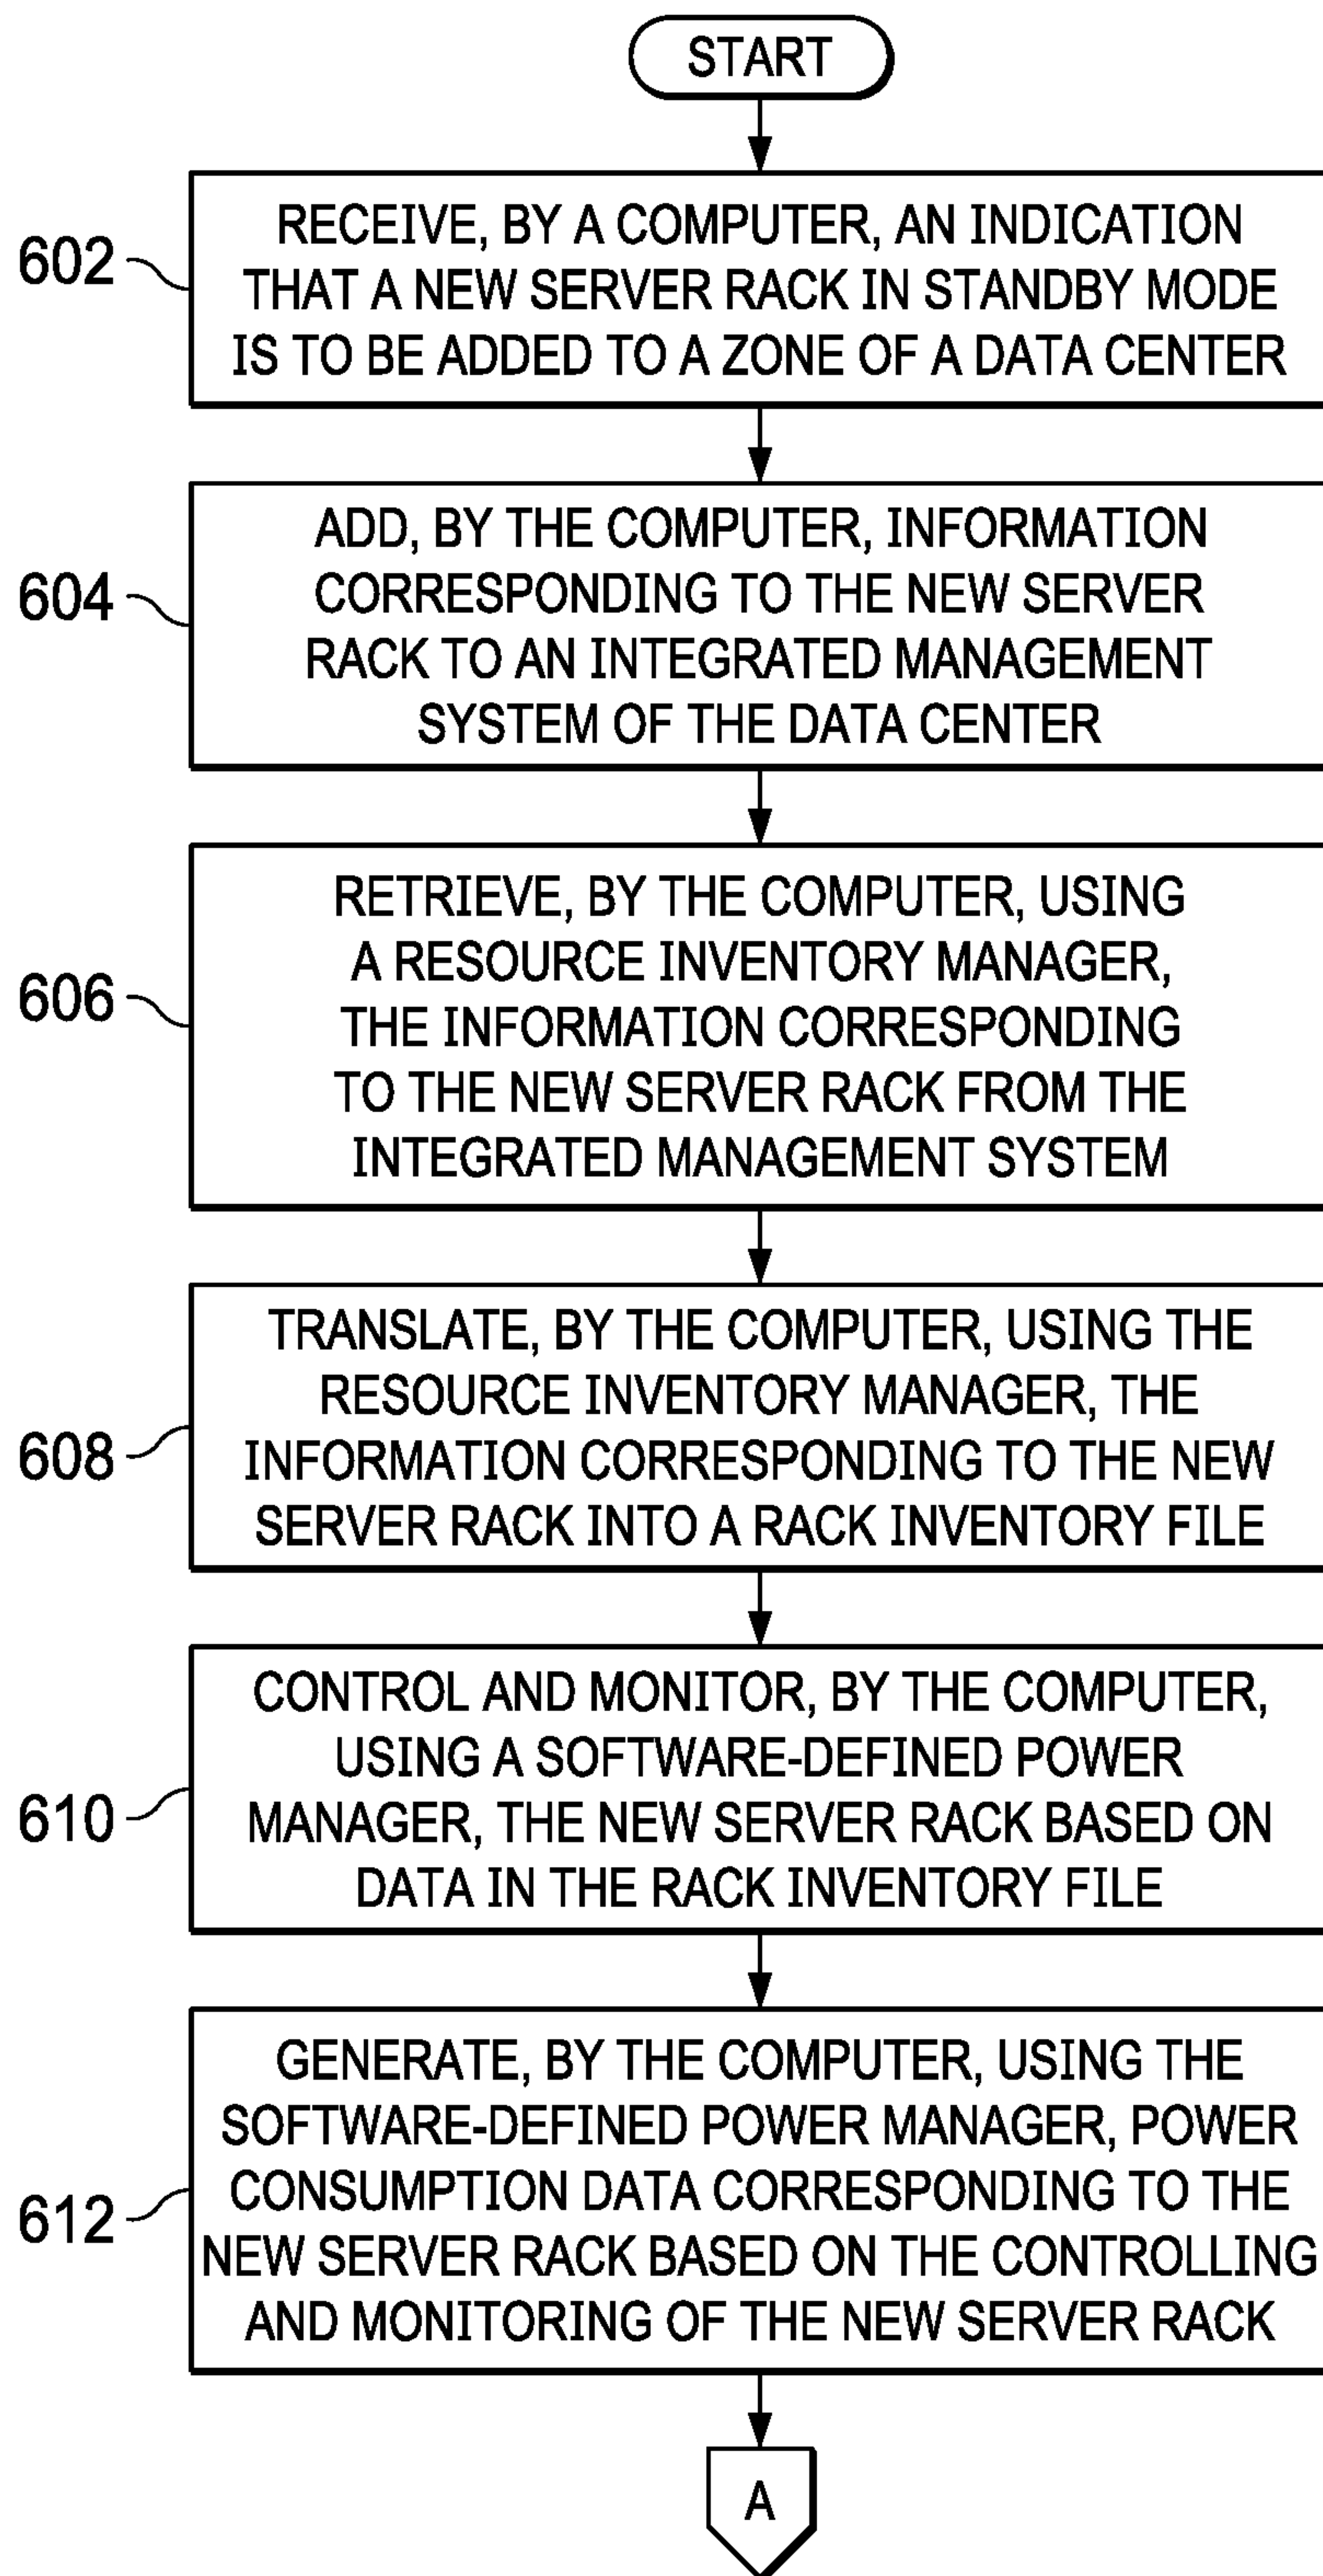 START
602
RECEIVE, BY A COMPUTER, AN INDICATION
THAT A NEW SERVER RACK IN STANDBY MODE
IS TO BE ADDED TO A ZONE OF A DATA CENTER
604
ADD, BY THE COMPUTER, INFORMATION
CORRESPONDING TO THE NEW SERVER
RACK TO AN INTEGRATED MANAGEMENT
SYSTEM OF THE DATA CENTER
606
RETRIEVE, BY THE COMPUTER, USING
A RESOURCE INVENTORY MANAGER,
THE INFORMATION CORRESPONDING
TO THE NEW SERVER RACK FROM THE
INTEGRATED MANAGEMENT SYSTEM
608
TRANSLATE, BY THE COMPUTER, USING THE
RESOURCE INVENTORY MANAGER, THE
INFORMATION CORRESPONDING TO THE NEW
SERVER RACK INTO A RACK INVENTORY FILE
610
CONTROL AND MONITOR, BY THE COMPUTER,
USING A SOFTWARE-DEFINED POWER
MANAGER, THE NEW SERVER RACK BASED ON
DATA IN THE RACK INVENTORY FILE
612
GENERATE, BY THE COMPUTER, USING THE
SOFTWARE-DEFINED POWER MANAGER, POWER
CONSUMPTION DATA CORRESPONDING TO THE
NEW SERVER RACK BASED ON THE CONTROLLING
AND MONITORING OF THE NEW SERVER RACK
A